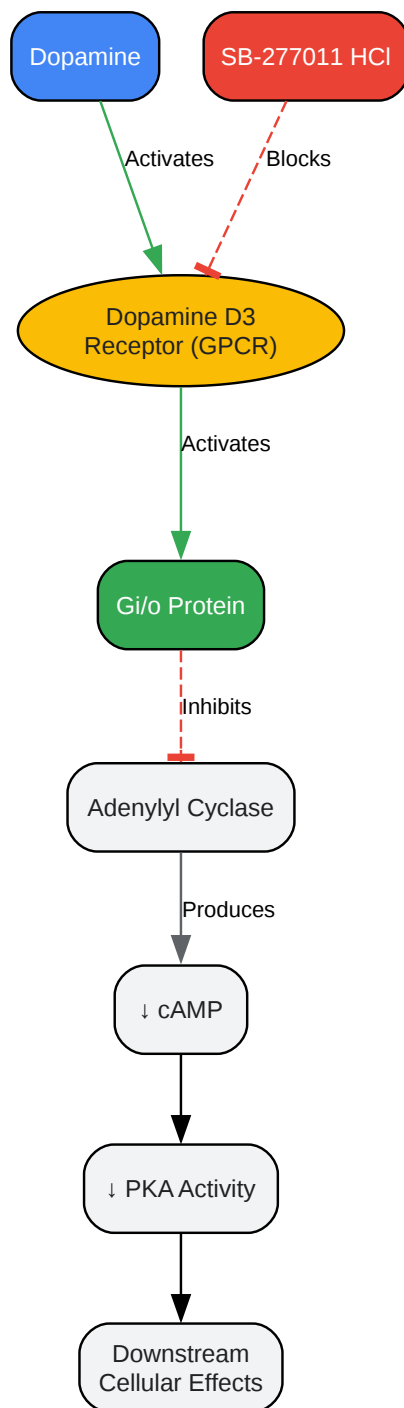 Dopamine
SB-277011 HCl
Activates
Blocks
Dopamine D3
Receptor (GPCR)
Activates
Gi/o Protein
Inhibits
Adenylyl Cyclase
Produces
↓ cAMP
↓ PKA Activity
Downstream
Cellular Effects